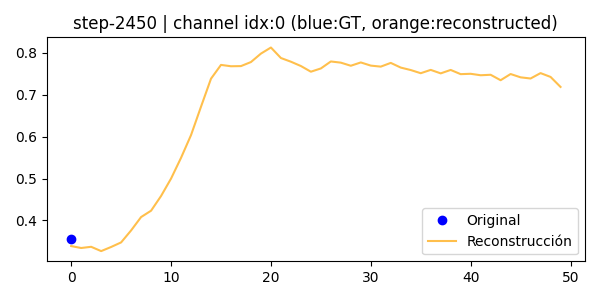 step-2450 | channel idx:0 (blue:GT, orange:reconstructed)
0.8
0.7
0.6
0.5
0.4
Original
Reconstrucción
0 10 20 30 40 50